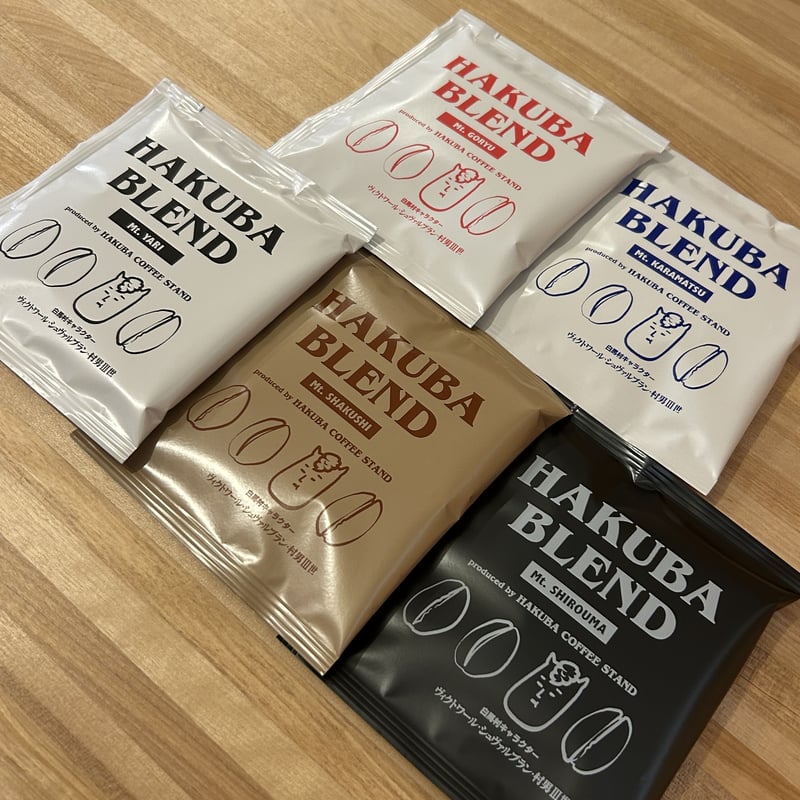 HAKUBA
BLEND
Mt. GORYU
produced by HAKUBA COFFEE STAND
白馬村キャラクター
ヴィクトワール・シュヴァルブラン・村男III世
HAKUBA
BLEND
Mt. YARI
produced by HAKUBA COFFEE STAND
白馬村キャラクター
ヴィクトワール・シュヴァルブラン・村男III世
HAKUBA
BLEND
Mt. KARAMATSU
produced by HAKUBA COFFEE STAND
白馬村キャラクター
ヴィクトワール・シュヴァルブラン・村男III世
HAKUBA
BLEND
Mt. SHAKUSHI
produced by HAKUBA COFFEE STAND
白馬村キャラクター
ヴィクトワール・シュヴァルブラン・村男III世
HAKUBA
BLEND
Mt. SHIROUMA
produced by HAKUBA COFFEE STAND
白馬村キャラクター
ヴィクトワール・シュヴァルブラン・村男III世